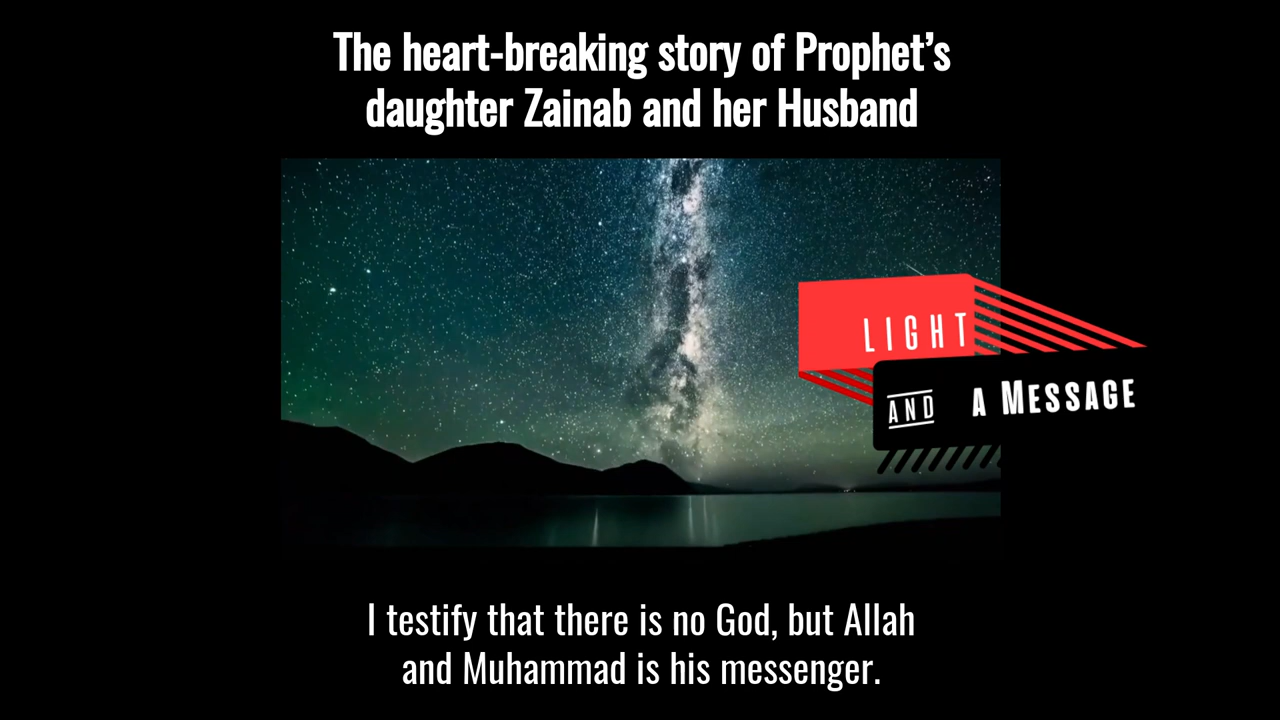 The heart-breaking story of Prophet’s
daughter Zainab and her Husband
LIGHT
AND a Message
I testify that there is no God, but Allah
and Muhammad is his messenger.